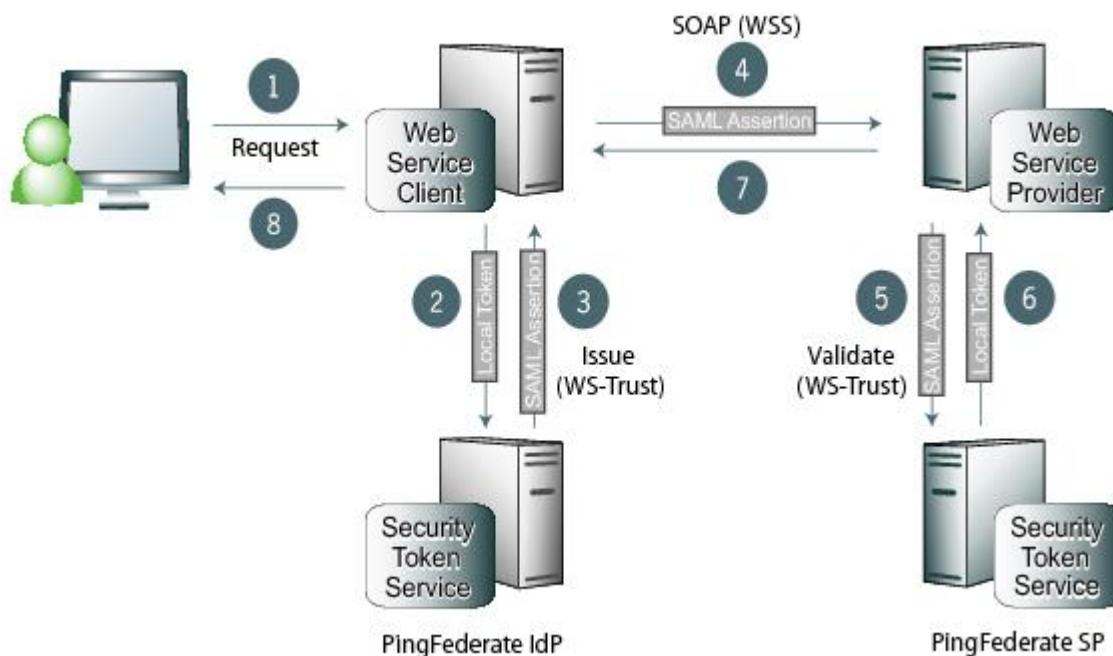 SOAP (WSS)
1
4
Request
SAML Assertion
Web
Service
Client
Web
Service
Provider
8
7
2
Local Token
SAML Assertion
3
Issue
(WS-Trust)
5
Validate
(WS-Trust)
SAML Assertion
Local Token
6
Security
Token
Service
Security
Token
Service
PingFederate IdP
PingFederate SP